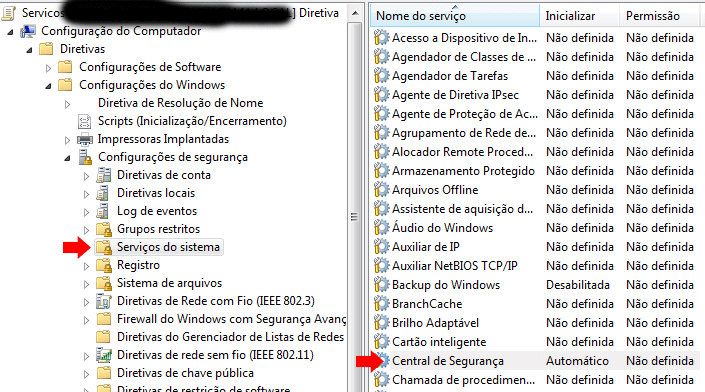 Servicos
L] Diretiva
Configuração do Computador
Diretivas
Configurações de Software
Configurações do Windows
Diretiva de Resolução de Nome
Scripts (Inicialização/Encerramento)
Impressoras Implantadas
Configurações de segurança
Diretivas de conta
Diretivas locais
Log de eventos
Grupos restritos
Serviços do sistema
Registro
Sistema de arquivos
Diretivas de Rede com Fio (IEEE 802.3)
Firewall do Windows com Segurança Avanç
Diretivas do Gerenciador de Listas de Redes
Diretivas de rede sem fio (IEEE 802.11)
Diretivas de chave pública
Diretivas de restrição de software
Nome do serviço Inicializar Permissão
Acesso a Dispositivo de In... Não definida Não definida
Agendador de Classes de ... Não definida Não definida
Agendador de Tarefas Não definida Não definida
Agente de Diretiva IPsec Não definida Não definida
Agente de Proteção de Ac... Não definida Não definida
Agrupamento de Rede de... Não definida Não definida
Alocador Remote Proced... Não definida Não definida
Armazenamento Protegido Não definida Não definida
Arquivos Offline Não definida Não definida
Assistente de aquisição d... Não definida Não definida
Áudio do Windows Não definida Não definida
Auxiliar de IP Não definida Não definida
Auxiliar NetBIOS TCP/IP Não definida Não definida
Backup do Windows Desabilitada Não definida
BranchCache Não definida Não definida
Brilho Adaptável Não definida Não definida
Cartão inteligente Não definida Não definida
Central de Segurança Automático Não definida
Chamada de procedimen... Não definida Não definida